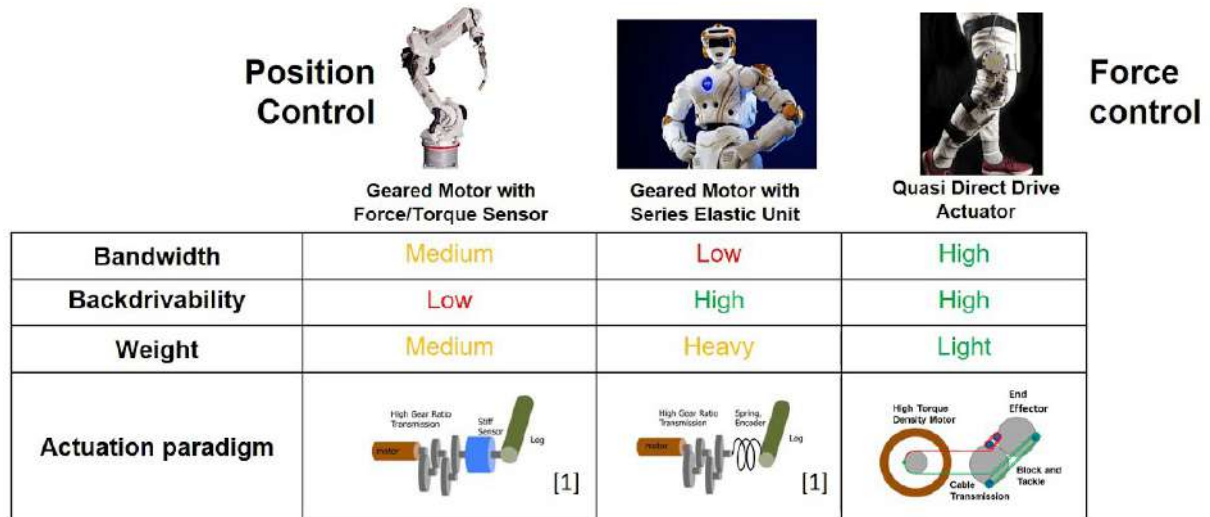 Position
Control
Force
control
Geared Motor with
Force/Torque Sensor
Geared Motor with
Series Elastic Unit
Quasi Direct Drive
Actuator
Bandwidth
Medium
Low
High
Backdrivability
Low
High
High
Weight
Medium
Heavy
Light
Actuation paradigm
High Gear Ratio
Transmission
Stiff
Sensor
motor
Leg
[1]
High Gear Ratio
Transmission
Spring,
Encoder
motor
Leg
[1]
High Torque
Density Motor
End
Effector
Cable
Transmission
Block and
Tackle